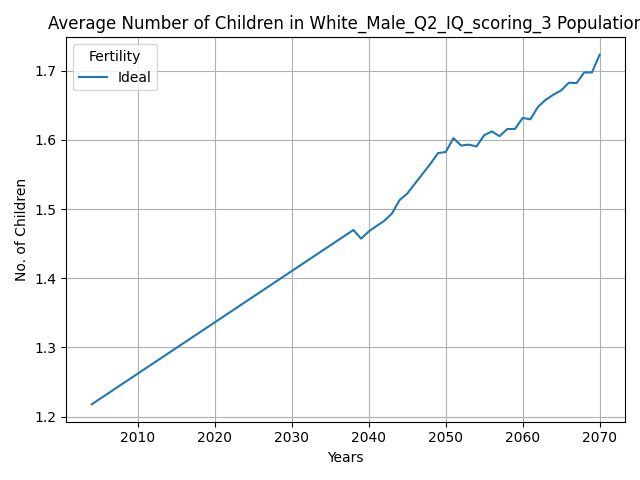 Average Number of Children in White_Male_Q2_IQ_scoring_3 Population
Fertility
Ideal
No. of Children
1.7
1.6
1.5
1.4
1.3
1.2
2010 2020 2030 2040 2050 2060 2070
Years